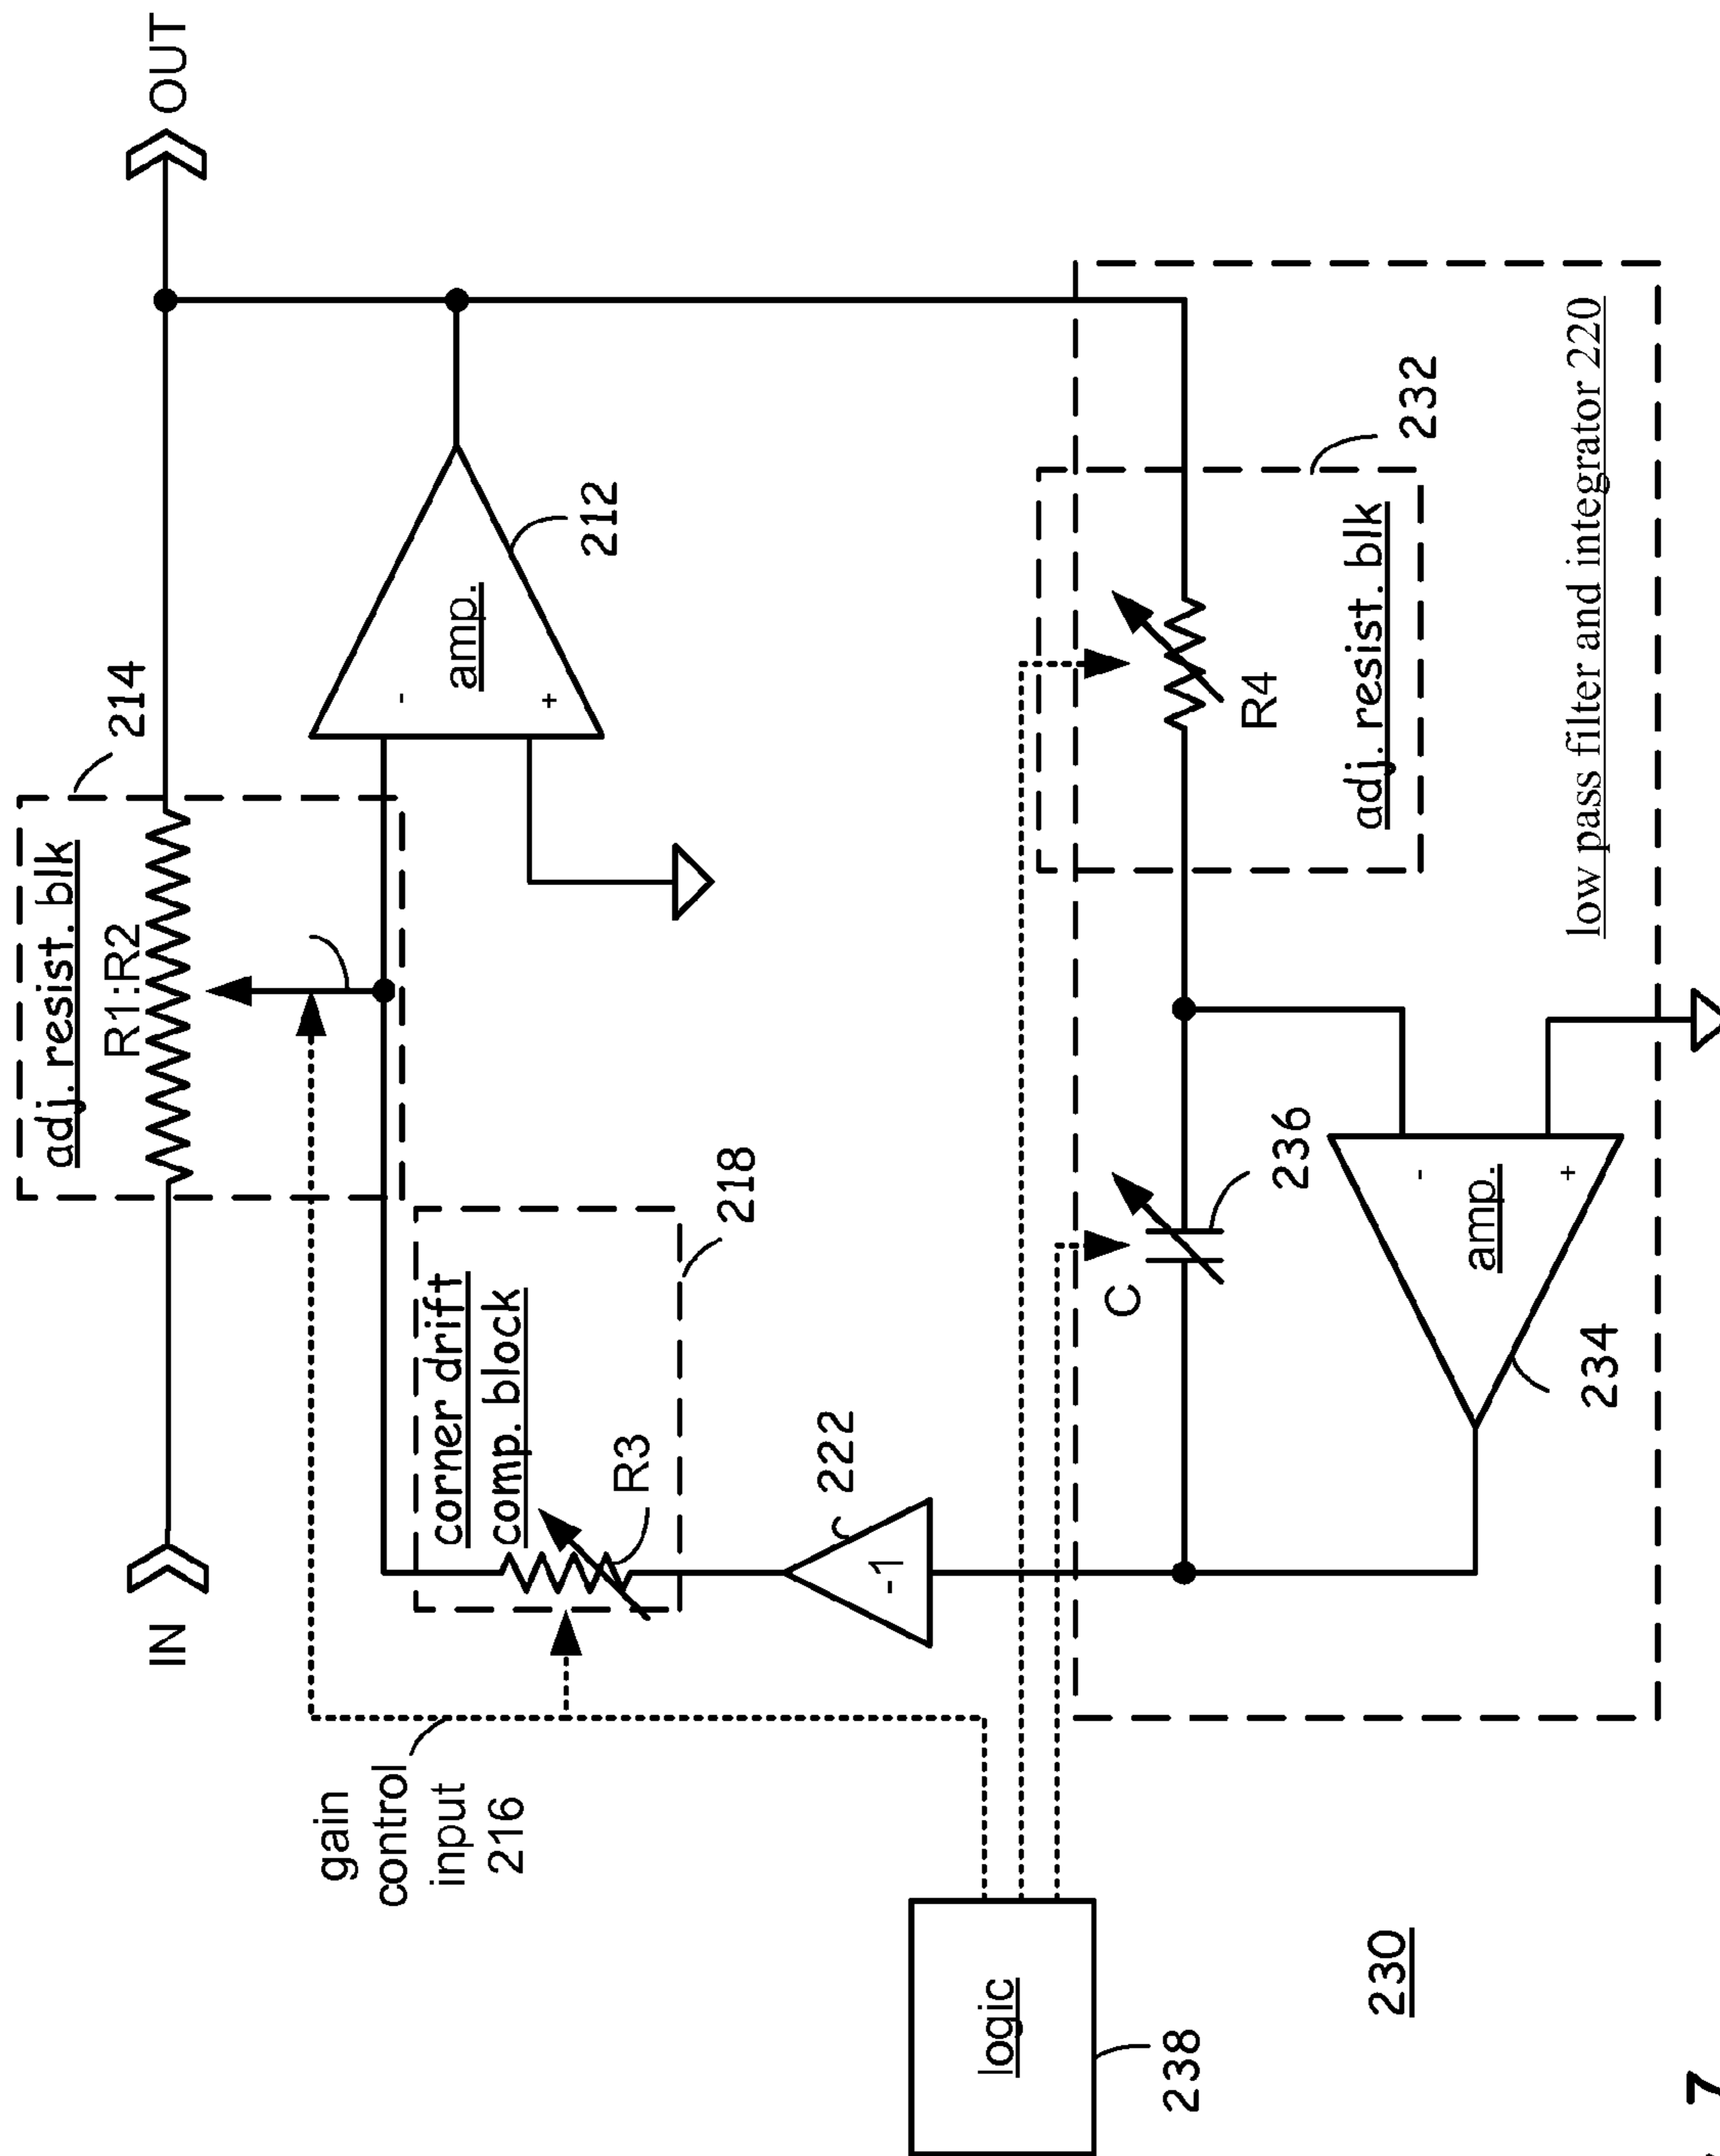 IN
OUT
adj. resist. blk
R1:R2
214
gain
control
input
216
corner drift
comp. block
R3
218
amp.
-
+
212
222
-1
logic
238
C
236
R4
232
adj. resist. blk
amp.
-
+
234
low pass filter and integrator 220
230
7